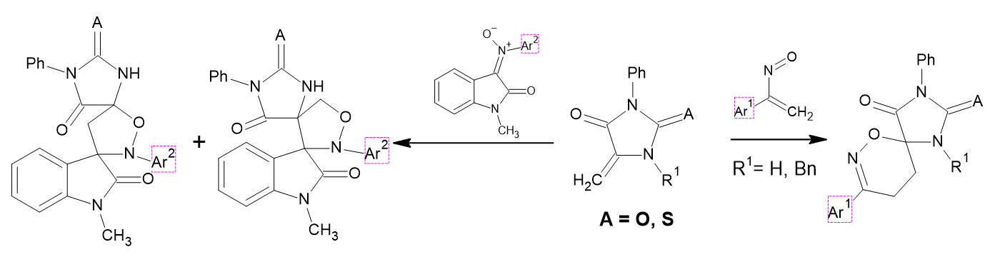 A
Ph
N
NH
O
O
N
Ar²
O
N
CH₃
+
A
Ph
N
NH
O
O
N
Ar²
O
N
CH₃
O⁻
N⁺
Ar²
O
N
CH₃
Ph
O
N
A
N
H₂C
R¹
A = O, S
N
O
Ar¹
CH₂
R¹= H, Bn
Ph
N
O
A
O
N
N
R¹
Ar¹